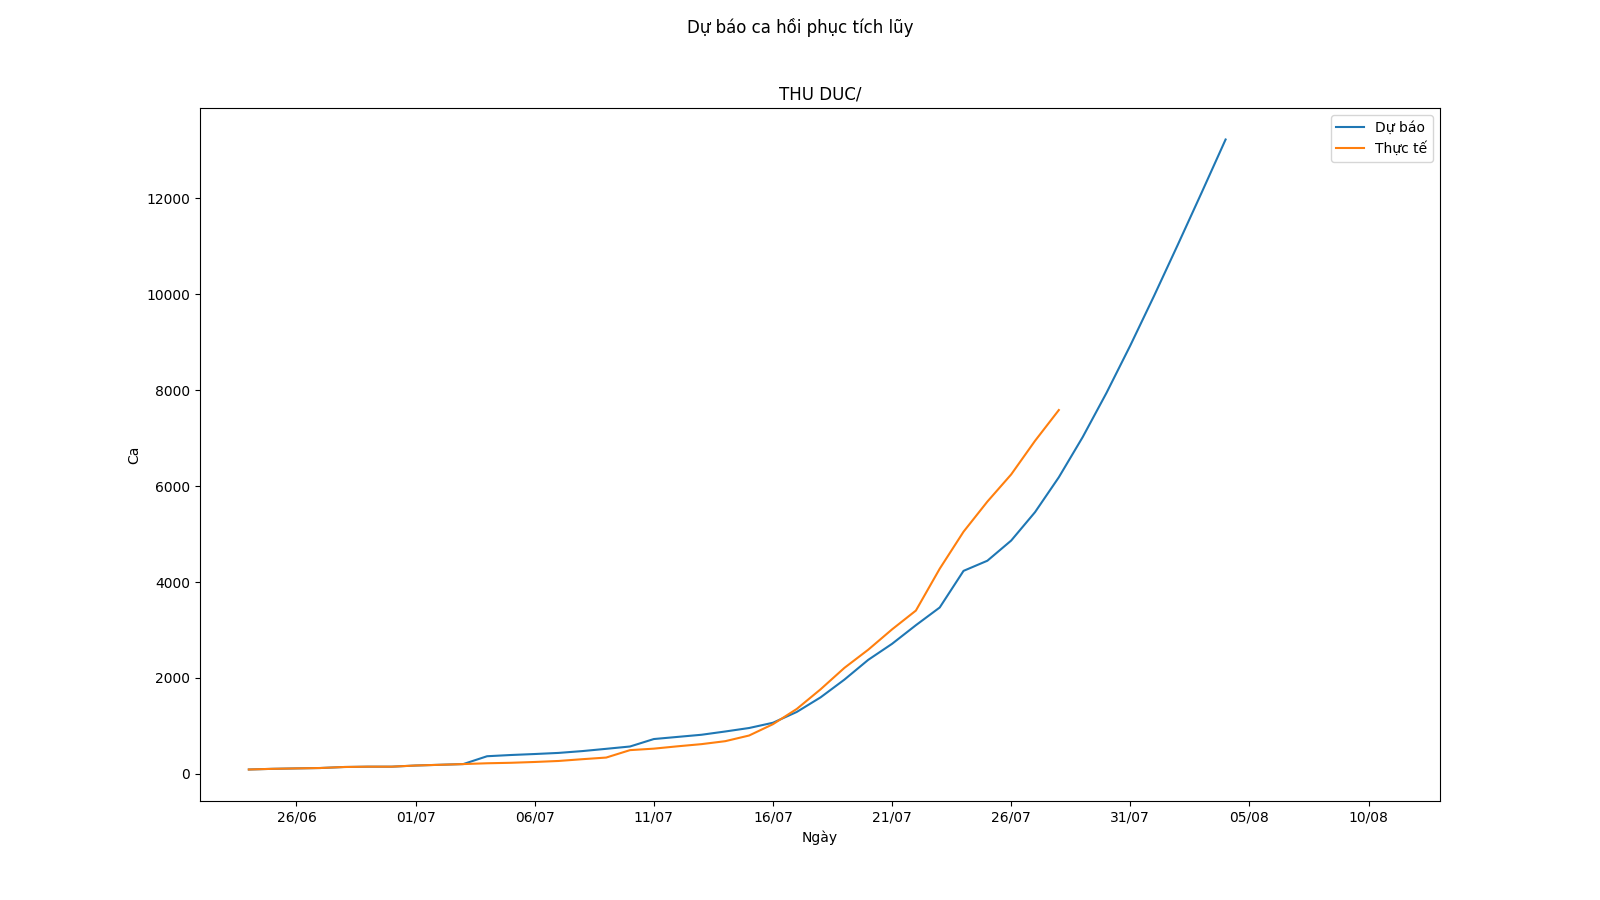 Dự báo ca hồi phục tích lũy
THU DUC/
Dự báo
Thực tế
12000
10000
8000
6000
4000
2000
0
Ca
26/06 01/07 06/07 11/07 16/07 21/07 26/07 31/07 05/08 10/08
Ngày